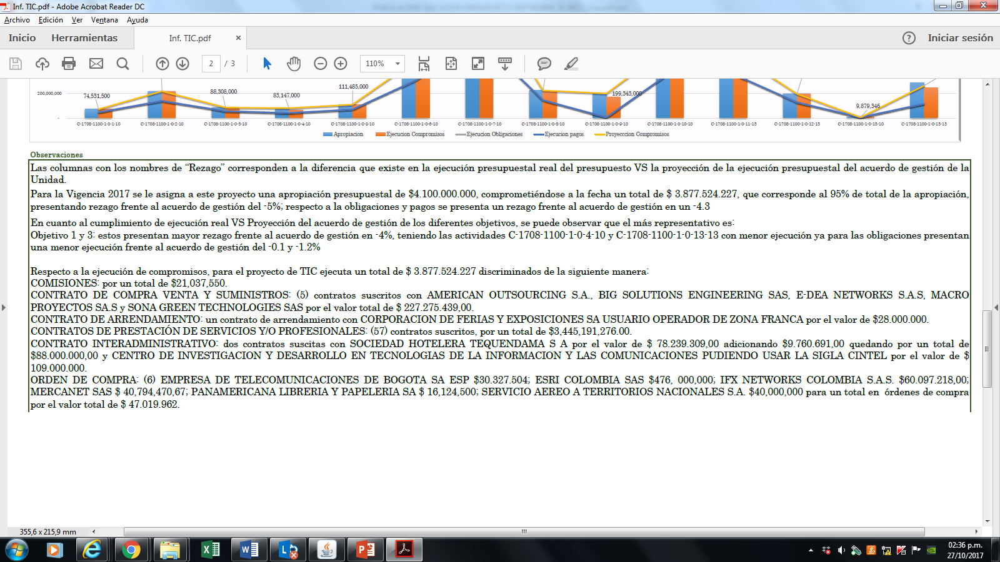 Inf. TIC.pdf - Adobe Acrobat Reader DC
Archivo Edición Ver Ventana Ayuda
Inicio Herramientas Inf. TIC.pdf × Iniciar sesión
2 / 3 110%
200,000,000
74,531,500
88,308,000
83,147,000
111,485,000
199,343,000
9,879,346
-
C-1708-1100-1-0-1-10 C-1708-1100-1-0-2-10 C-1708-1100-1-0-3-10 C-1708-1100-1-0-4-10 C-1708-1100-1-0-5-10 C-1708-1100-1-0-6-10 C-1708-1100-1-0-7-10 C-1708-1100-1-0-8-10 C-1708-1100-1-0-9-10 C-1708-1100-1-0-10-10 C-1708-1100-1-0-11-13 C-1708-1100-1-0-12-13 C-1708-1100-1-0-13-10 C-1708-1100-1-0-13-13
Apropiacion Ejecucion Compromisos Ejecucion Obligaciones Ejecucion pagos Proyecccion Compromisos
Observaciones
Las columnas con los nombres de “Rezago” corresponden a la diferencia que existe en la ejecución presupuestal real del presupuesto VS la proyección de la ejecución presupuestal del acuerdo de gestión de la
Unidad.
Para la Vigencia 2017 se le asigna a este proyecto una apropiación presupuestal de $4.100.000.000, comprometiéndose a la fecha un total de $ 3.877.524.227, que corresponde al 95% de total de la apropiación,
presentando rezago frente al acuerdo de gestión del -5%; respecto a la obligaciones y pagos se presenta un rezago frente al acuerdo de gestión en un -4.3
En cuanto al cumplimiento de ejecución real VS Proyección del acuerdo de gestión de los diferentes objetivos, se puede observar que el más representativo es:
Objetivo 1 y 3: estos presentan mayor rezago frente al acuerdo de gestión en -4%, teniendo las actividades C-1708-1100-1-0-4-10 y C-1708-1100-1-0-13-13 con menor ejecución ya para las obligaciones presentan
una menor ejecución frente al acuerdo de gestión del -0.1 y -1.2%
Respecto a la ejecución de compromisos, para el proyecto de TIC ejecuta un total de $ 3.877.524.227 discriminados de la siguiente manera:
COMISIONES: por un total de $21,037,550.
CONTRATO DE COMPRA VENTA Y SUMINISTROS: (5) contratos suscritos con AMERICAN OUTSOURCING S.A., BIG SOLUTIONS ENGINEERING SAS, E-DEA NETWORKS S.A.S, MACRO
PROYECTOS SA.S y SONA GREEN TECHNOLOGIES SAS por el valor total de $ 227.275.439,00.
CONTRATO DE ARRENDAMIENTO: un contrato de arrendamiento con CORPORACION DE FERIAS Y EXPOSICIONES SA USUARIO OPERADOR DE ZONA FRANCA por el valor de $28.000.000.
CONTRATOS DE PRESTACIÓN DE SERVICIOS Y/O PROFESIONALES: (57) contratos suscritos, por un total de $3,445,191,276.00.
CONTRATO INTERADMINISTRATIVO: dos contratos suscitas con SOCIEDAD HOTELERA TEQUENDAMA S A por el valor de $ 78.239.309,00 adicionando $9.760.691,00 quedando por un total de
$88.000.000,00 y CENTRO DE INVESTIGACION Y DESARROLLO EN TECNOLOGIAS DE LA INFORMACION Y LAS COMUNICACIONES PUDIENDO USAR LA SIGLA CINTEL por el valor de $
109.000.000.
ORDEN DE COMPRA: (6) EMPRESA DE TELECOMUNICACIONES DE BOGOTA SA ESP $30.327.504; ESRI COLOMBIA SAS $476, 000,000; IFX NETWORKS COLOMBIA S.A.S. $60.097.218,00;
MERCANET SAS $ 40,794,470,67; PANAMERICANA LIBRERIA Y PAPELERIA SA $ 16,124,500; SERVICIO AEREO A TERRITORIOS NACIONALES S.A. $40,000,000 para un total en órdenes de compra
por el valor total de $ 47.019.962.
355,6 x 215,9 mm
02:36 p.m.
27/10/2017